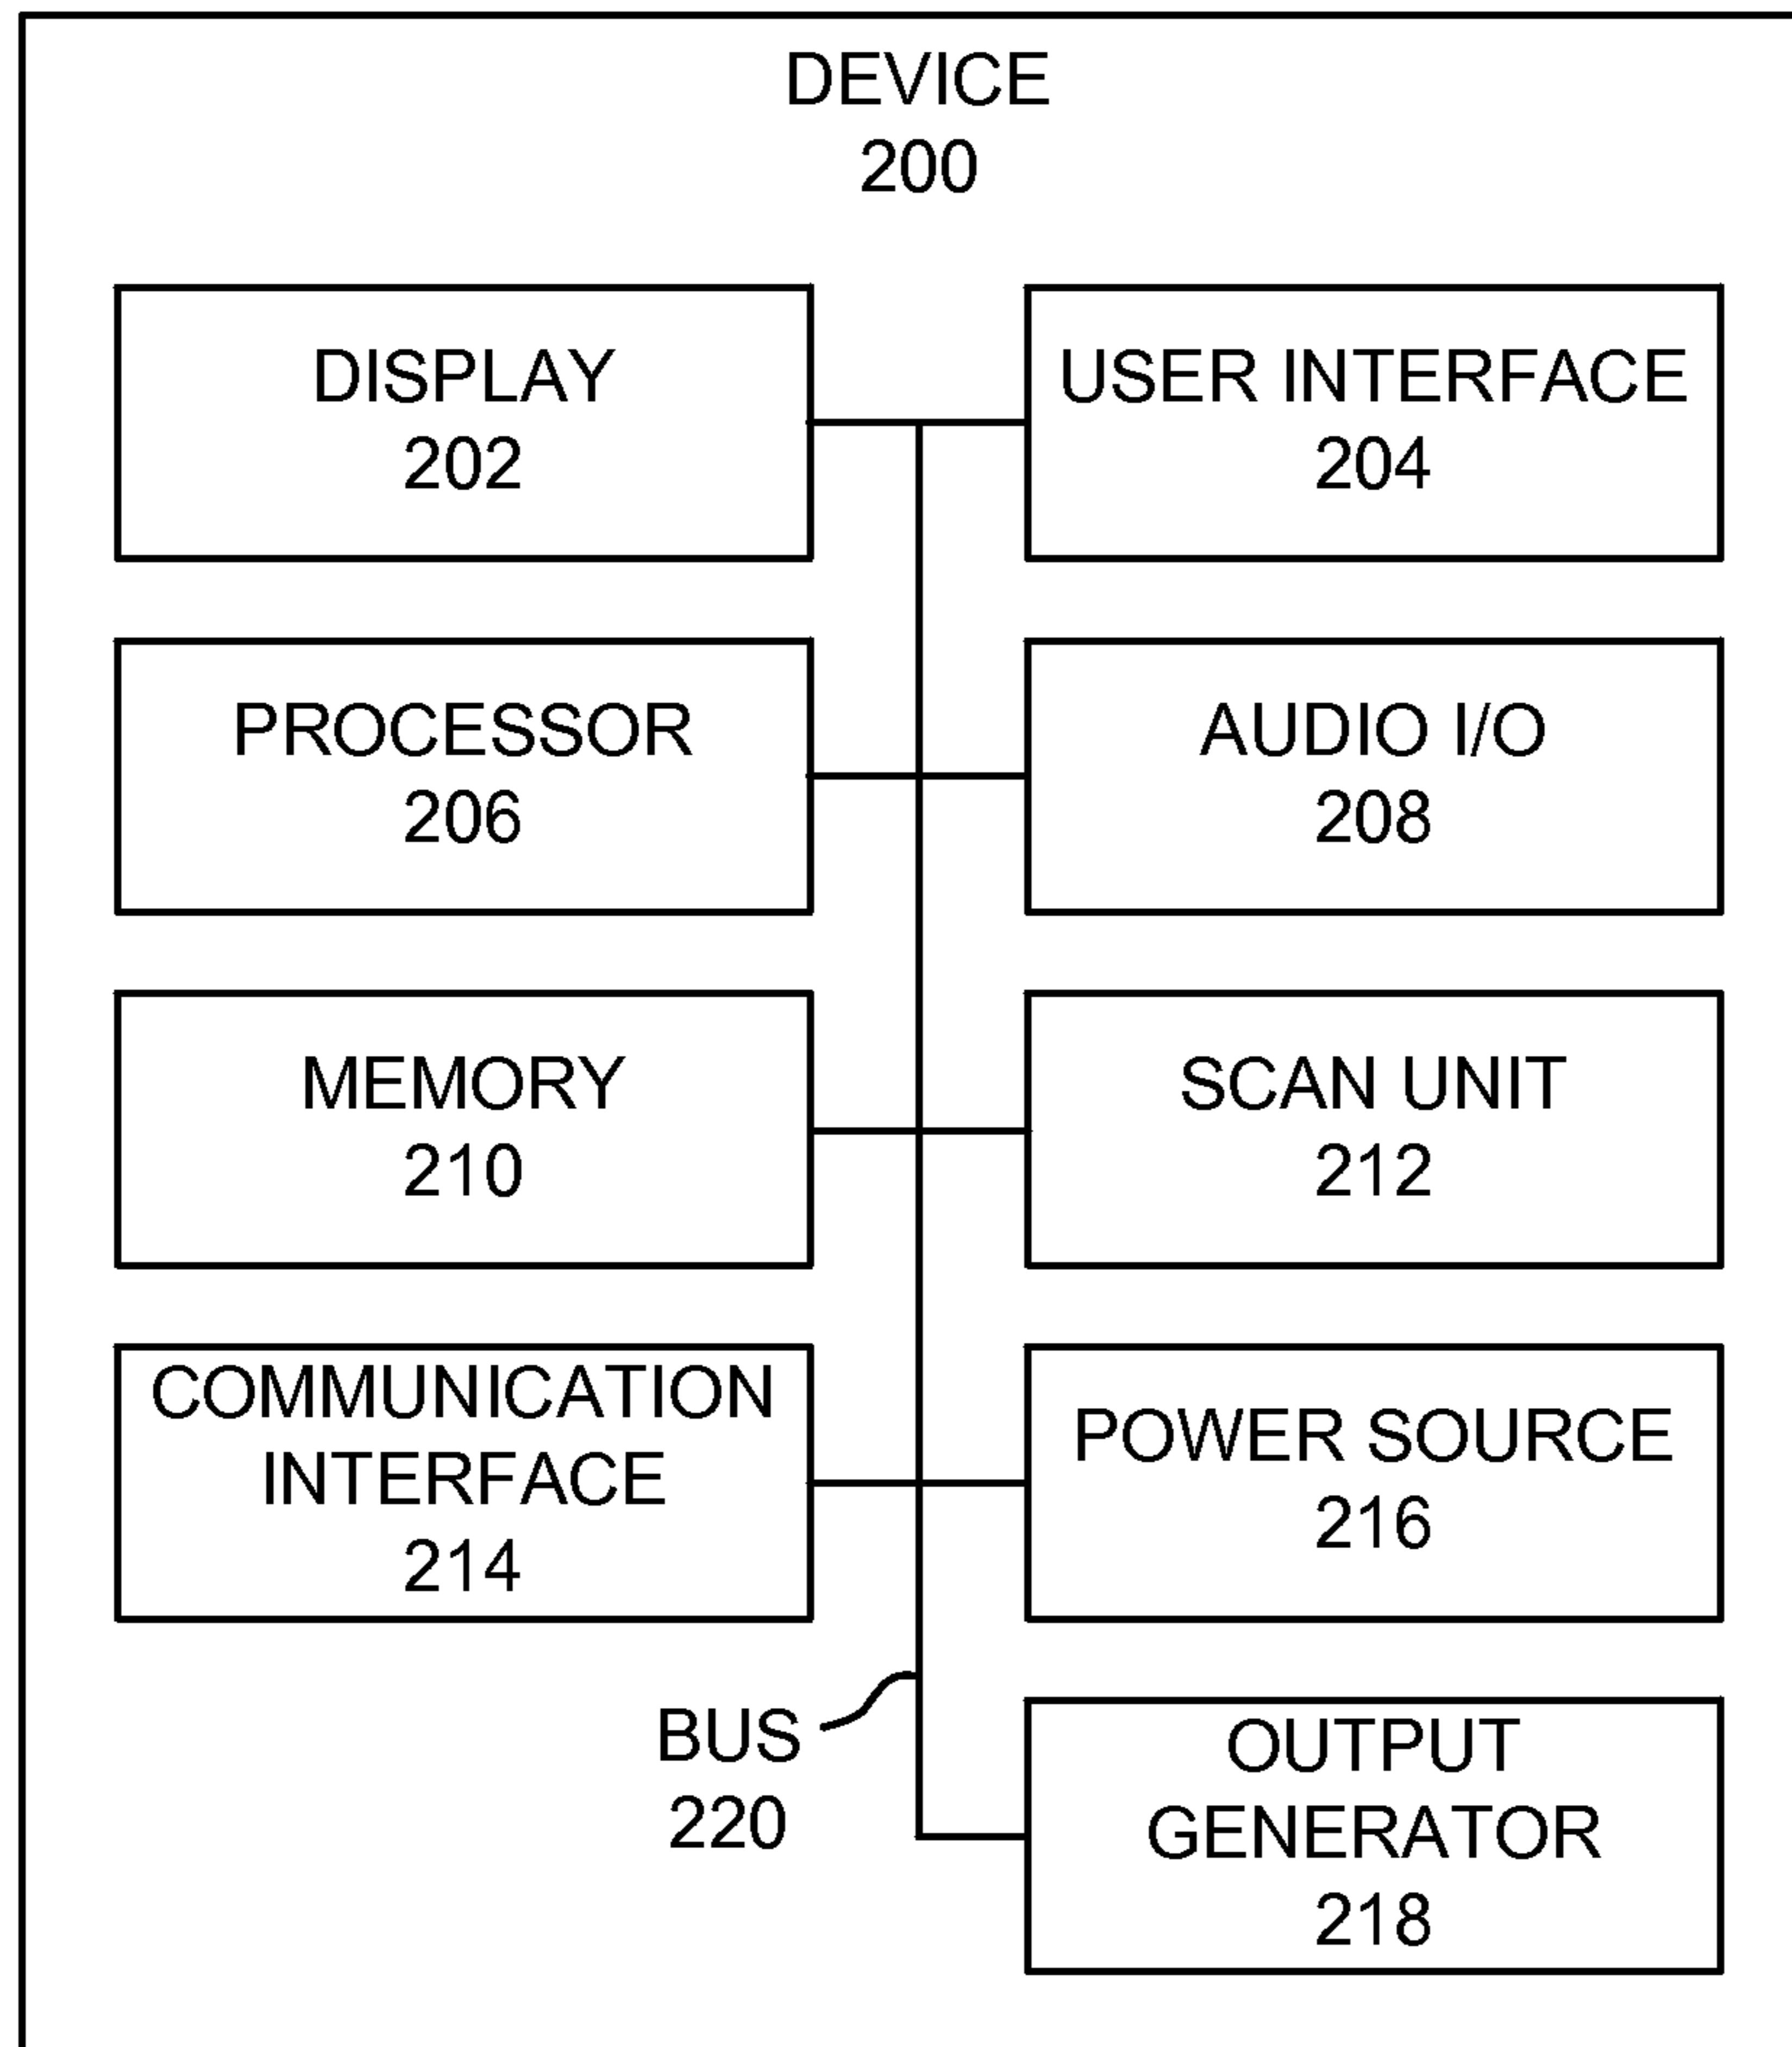 DEVICE
200
DISPLAY
202
USER INTERFACE
204
PROCESSOR
206
AUDIO I/O
208
MEMORY
210
SCAN UNIT
212
COMMUNICATION
INTERFACE
214
POWER SOURCE
216
BUS
220
OUTPUT
GENERATOR
218